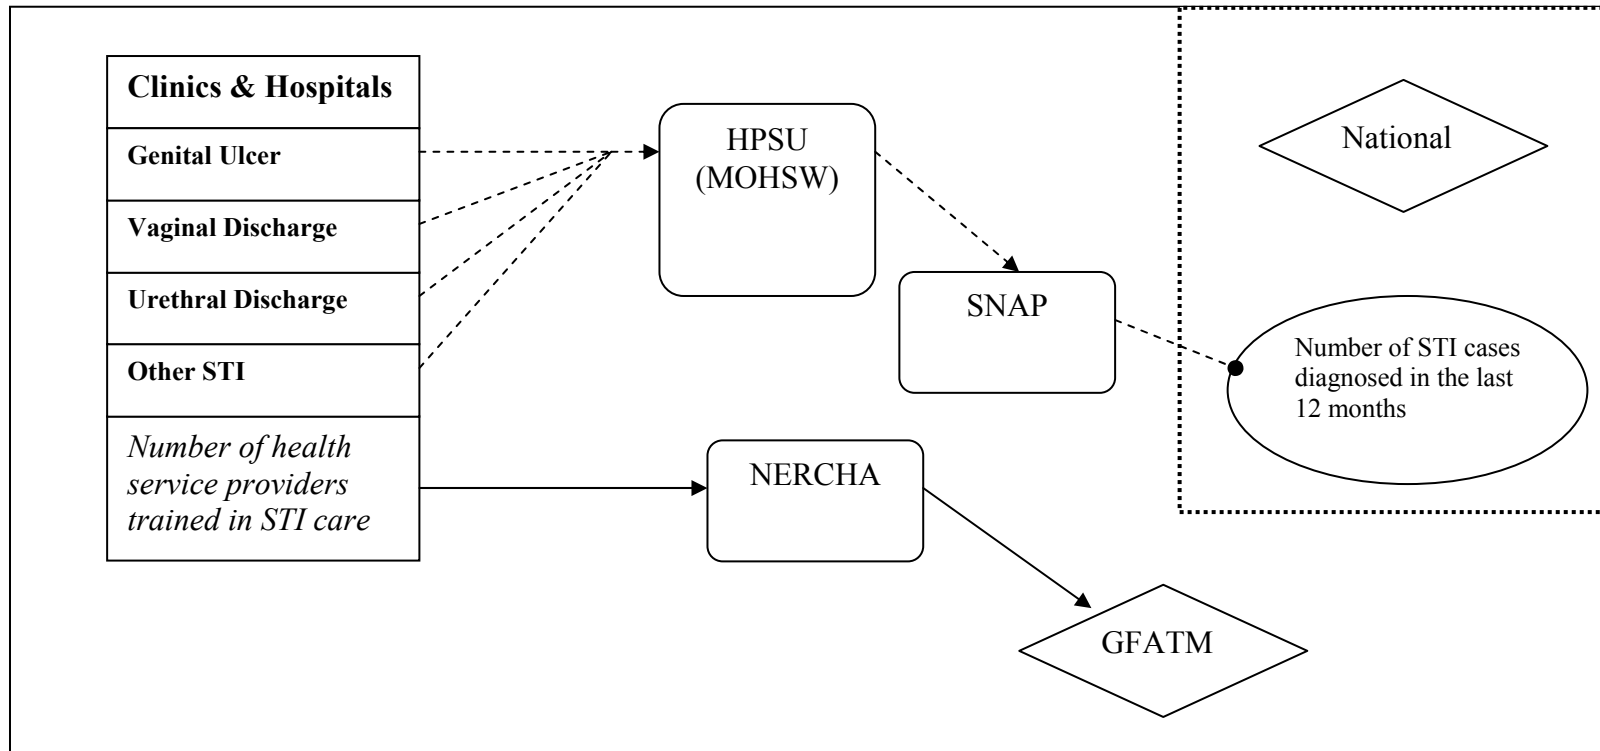 Clinics & Hospitals
Genital Ulcer
Vaginal Discharge
Urethral Discharge
Other STI
Number of health
service providers
trained in STI care
HPSU
(MOHSW)
SNAP
NERCHA
GFATM
National
Number of STI cases
diagnosed in the last
12 months